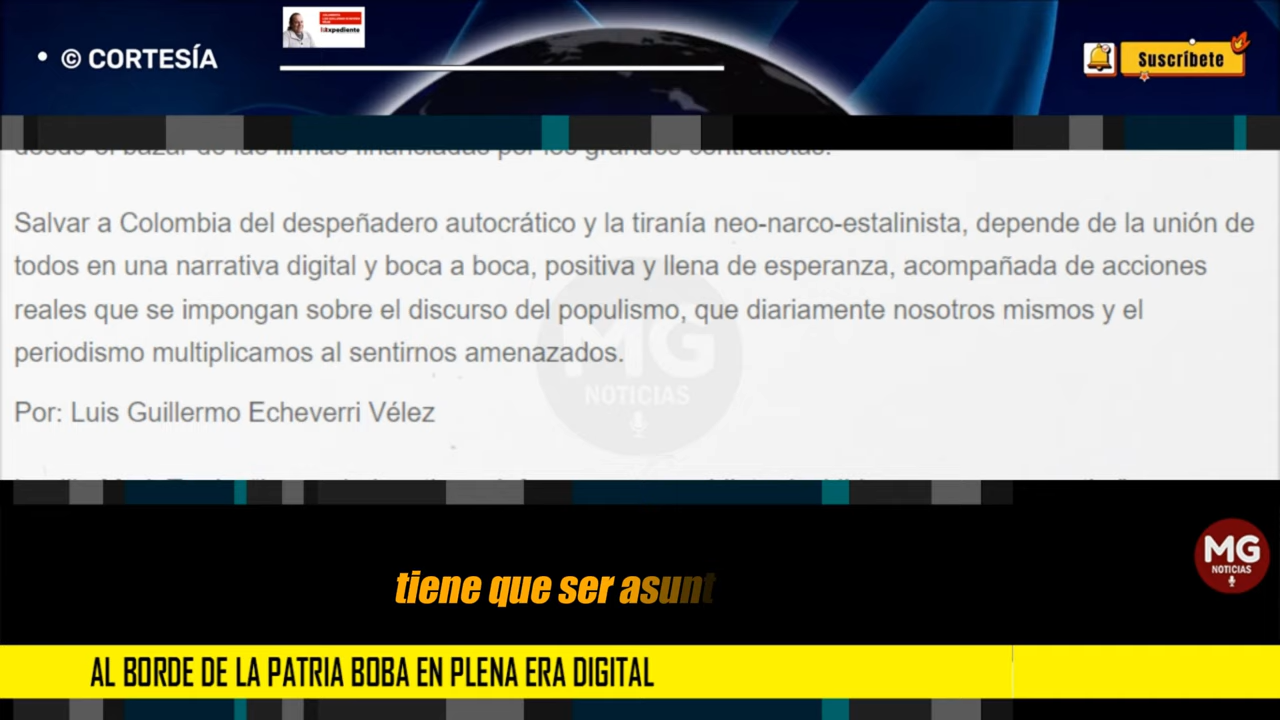 • © CORTESÍA
Expediente
Suscríbete
Salvar a Colombia del despeñadero autocrático y la tiranía neo-narco-estalinista, depende de la unión de
todos en una narrativa digital y boca a boca, positiva y llena de esperanza, acompañada de acciones
reales que se impongan sobre el discurso del populismo, que diariamente nosotros mismos y el
periodismo multiplicamos al sentirnos amenazados.
MG
NOTICIAS
Por: Luis Guillermo Echeverri Vélez
MG
NOTICIAS
tiene que ser asunt
AL BORDE DE LA PATRIA BOBA EN PLENA ERA DIGITAL